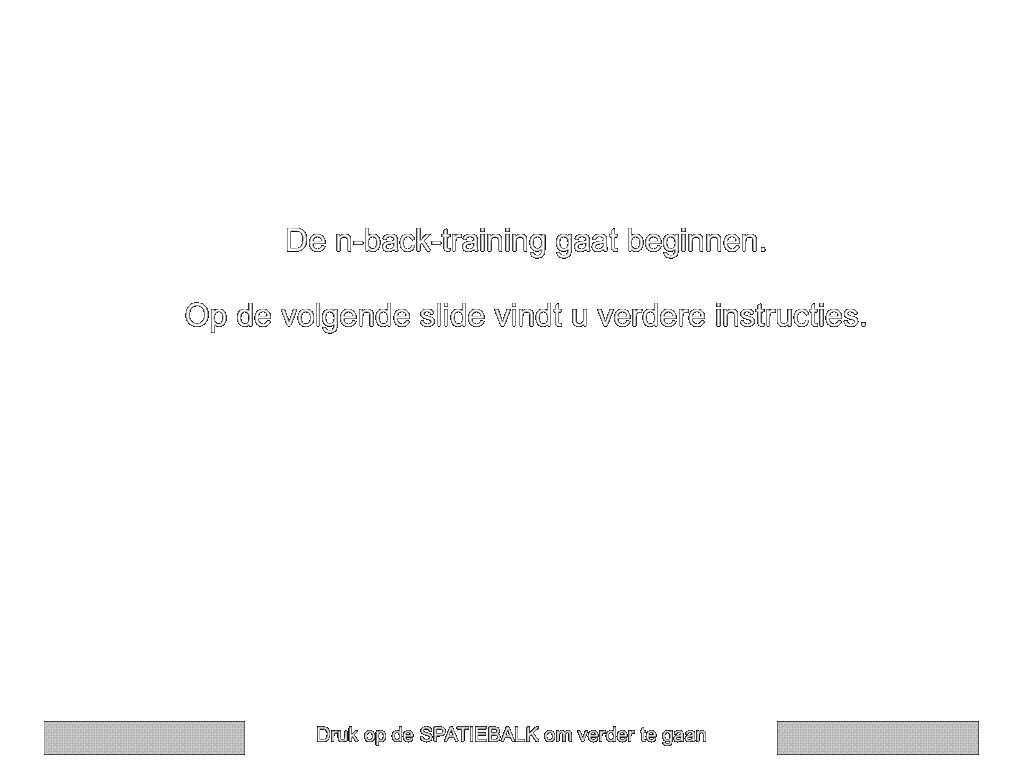 De n-back-training gaat beginnen.
Op de volgende slide vindt u verdere instructies.
Druk op de SPATIEBALK om verder te gaan